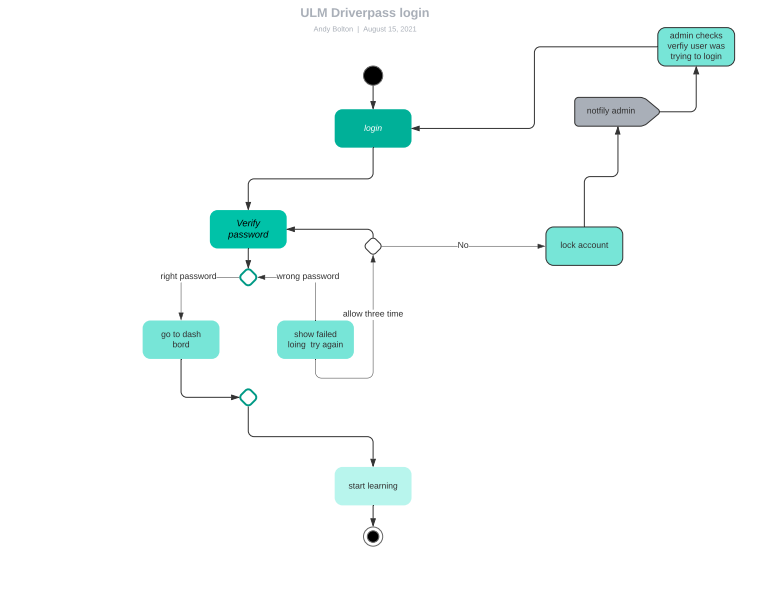 ULM Driverpass login
Andy Bolton | August 15, 2021
admin checks
verfiy user was
trying to login
notfily admin
login
Verify
password
No
lock account
right password
wrong password
allow three time
go to dash
bord
show failed
loing try again
start learning